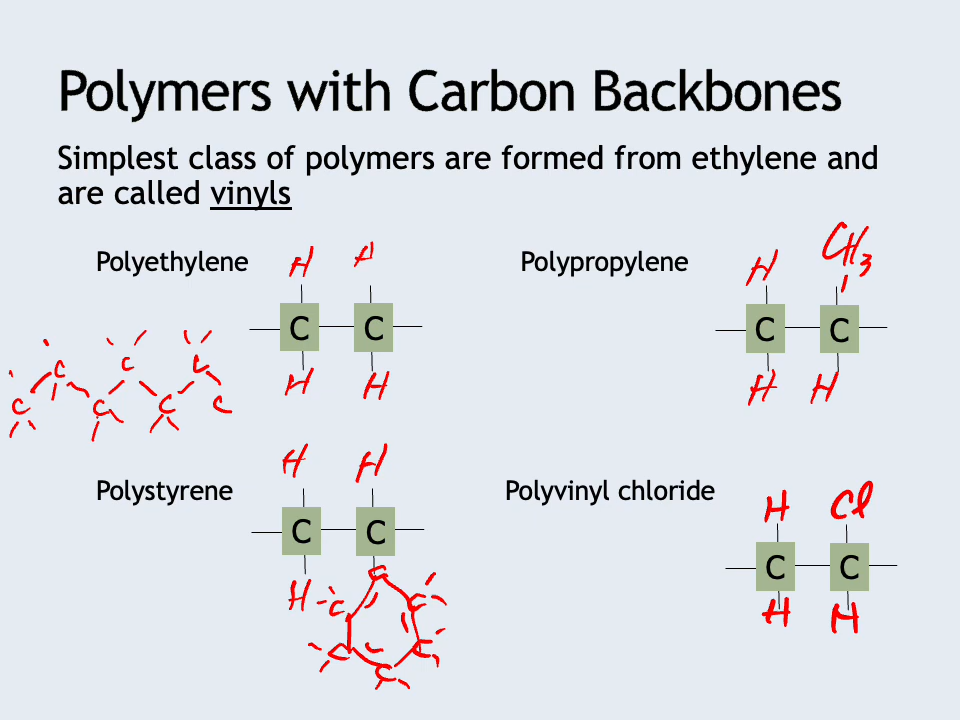 Polymers with Carbon Backbones
Simplest class of polymers are formed from ethylene and
are called vinyls
Polyethylene
H H
C C
H H
C C C C C C C
Polypropylene
H CH3
C C
H H
Polystyrene
H H
C C
H
C C C C C C
Polyvinyl chloride
H Cl
C C
H H